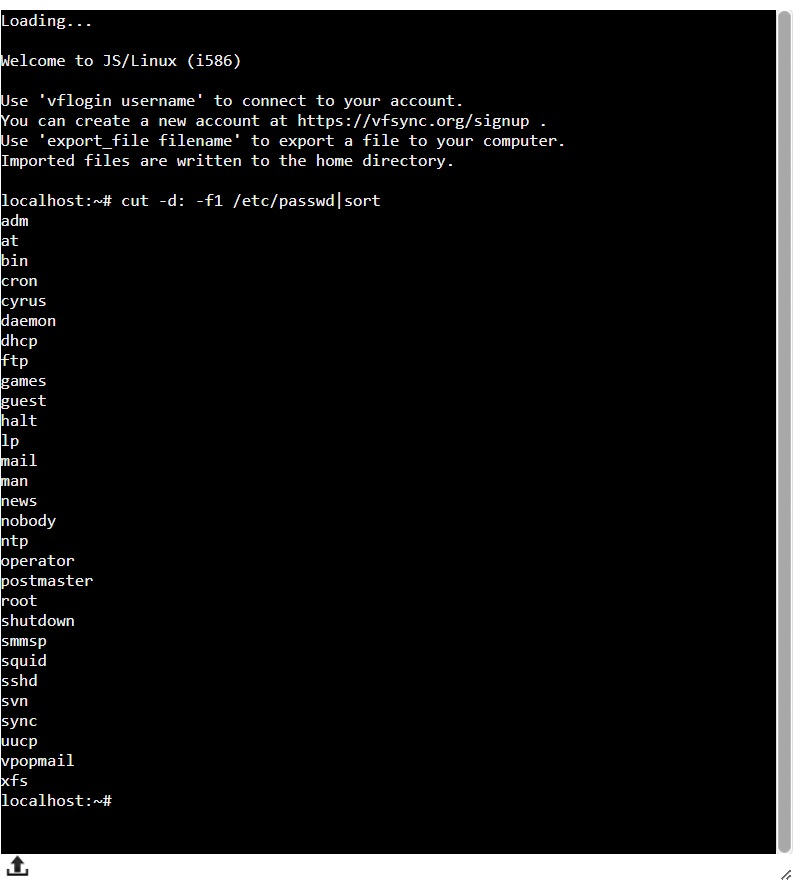 Loading...
Welcome to JS/Linux (i586)
Use 'vflogin username' to connect to your account.
You can create a new account at https://vfsync.org/signup .
Use 'export_file filename' to export a file to your computer.
Imported files are written to the home directory.
localhost:~# cut -d: -f1 /etc/passwd|sort
adm
at
bin
cron
cyrus
daemon
dhcp
ftp
games
guest
halt
lp
mail
man
news
nobody
ntp
operator
postmaster
root
shutdown
smmsp
squid
sshd
svn
sync
uucp
vpopmail
xfs
localhost:~#